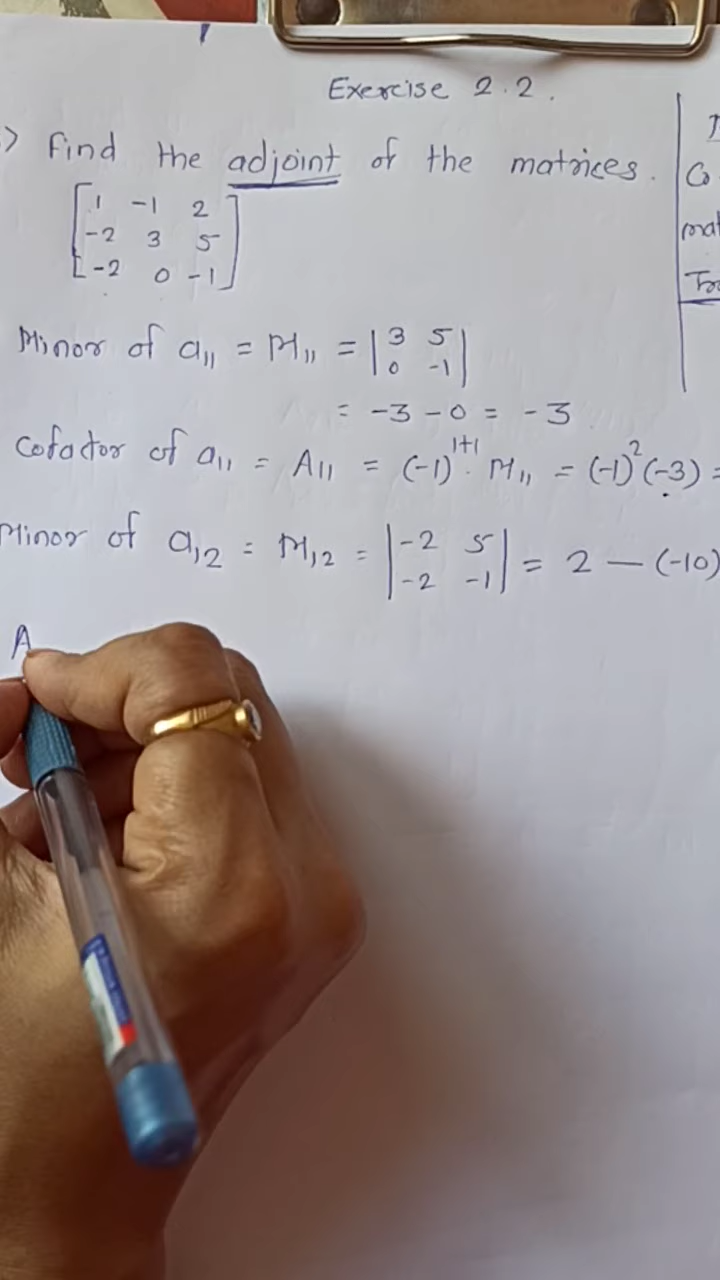 Exercise 2.2.
> Find the adjoint of the matrices.
1 -1 2
-2 3 5
-2 0 -1
Minor of a11 = M11 = |3 5|
|0 -1|
= -3 - 0 = -3
Cofactor of a11 = A11 = (-1)^1+1 . M11 = (-1)^2 (-3) =
Minor of a12 = M12 = |-2 5| = 2 — (-10)
|-2 -1|
A
Co